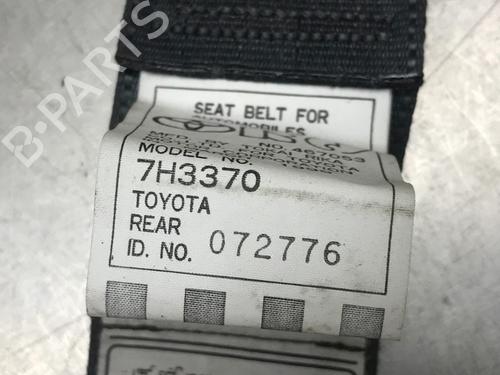 B-PARTS
SEAT BELT FOR
AUTOMOBILES
MODEL NO.
7H3370
TOYOTA
REAR
ID. NO. 072776